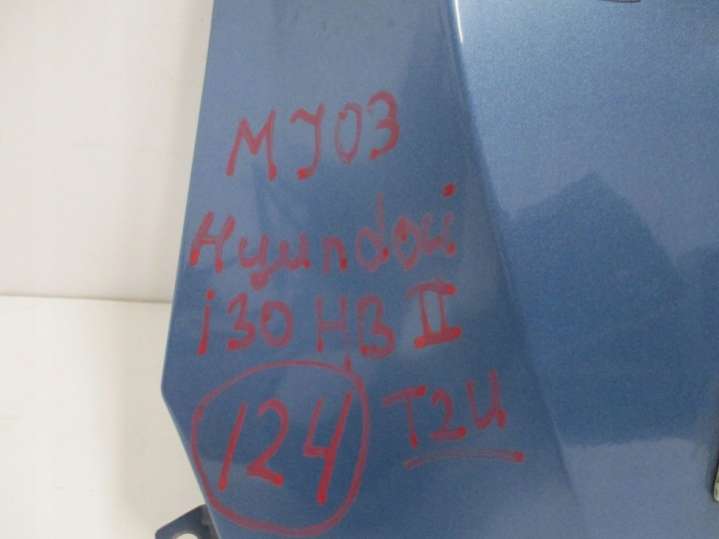 MJ03
Hyundai
i30 HB II
124 T2U